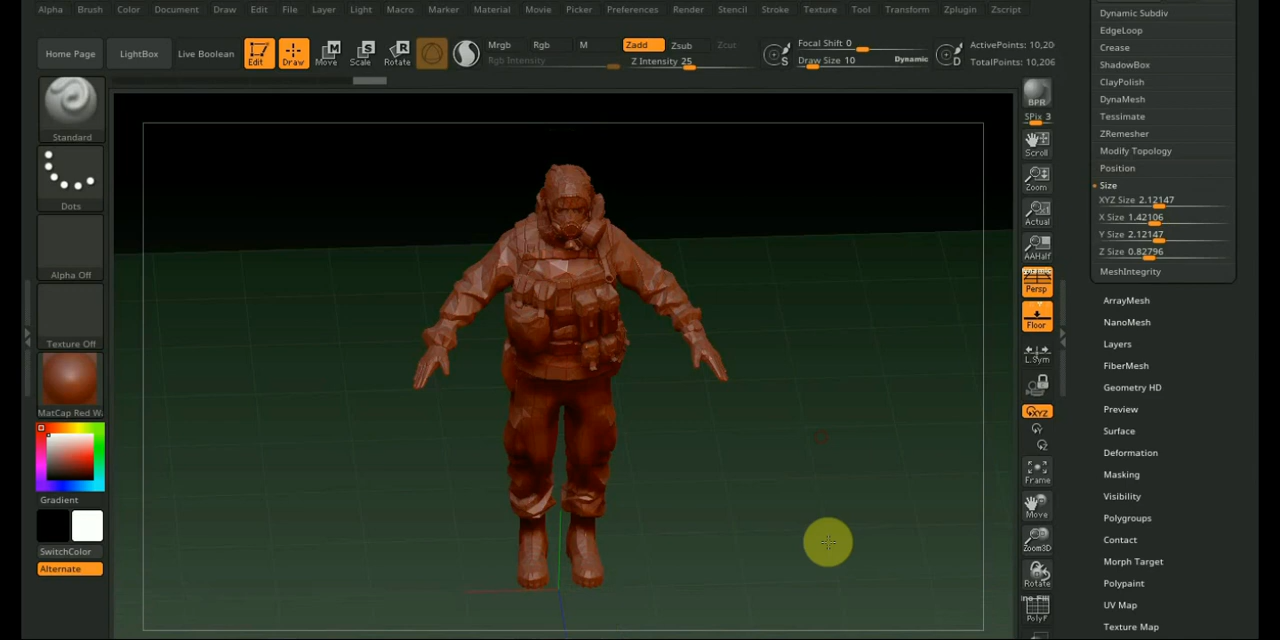 Alpha Brush Color Document Draw Edit File Layer Light Macro Marker Material Movie Picker Preferences Render Stencil Stroke Texture Tool Transform Zplugin Zscript
Home Page LightBox Live Boolean Edit Draw Move Scale Rotate
Mrgb Rgb M Zadd Zsub Zcut
Rgb Intensity Z Intensity 25
Focal Shift 0
Draw Size 10 Dynamic
S
D
ActivePoints: 10,20
TotalPoints: 10,206
Standard
Dots
Alpha Off
Texture Off
MatCap Red Wa
Gradient
SwitchColor
Alternate
BPR
SPix 3
Scroll
Zoom
Actual
AAHalf
Persp
Floor
L.Sym
XYZ
Y
Z
Frame
Move
Zoom3D
Rotate
PolyF
Dynamic Subdiv
EdgeLoop
Crease
ShadowBox
ClayPolish
DynaMesh
Tessimate
ZRemesher
Modify Topology
Position
Size
XYZ Size 2.12147
X Size 1.42106
Y Size 2.12147
Z Size 0.82796
MeshIntegrity
ArrayMesh
NanoMesh
Layers
FiberMesh
Geometry HD
Preview
Surface
Deformation
Masking
Visibility
Polygroups
Contact
Morph Target
Polypaint
UV Map
Texture Map